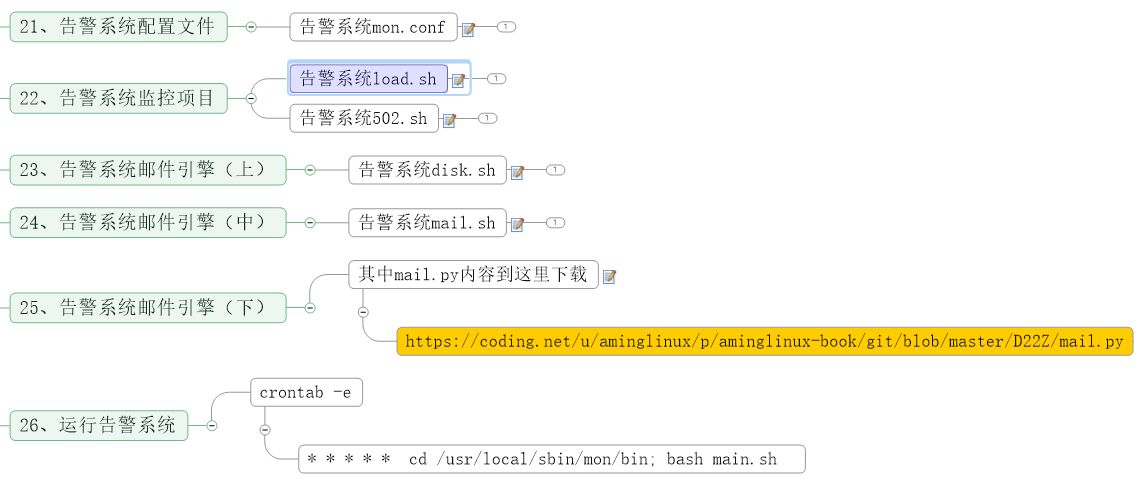 21、告警系统配置文件
告警系统mon.conf
1
22、告警系统监控项目
告警系统load.sh
1
告警系统502.sh
1
23、告警系统邮件引擎（上）
告警系统disk.sh
1
24、告警系统邮件引擎（中）
告警系统mail.sh
1
25、告警系统邮件引擎（下）
其中mail.py内容到这里下载
https://coding.net/u/aminglinux/p/aminglinux-book/git/blob/master/D22Z/mail.py
26、运行告警系统
crontab -e
* * * * *  cd /usr/local/sbin/mon/bin; bash main.sh